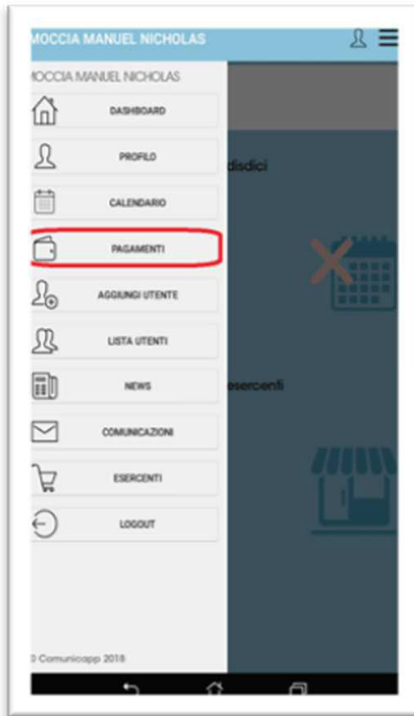 MOCCIA MANUEL NICHOLAS
MOCCIA MANUEL NICHOLAS
DASHBOARD
PROFILO
disdici
CALENDARIO
PAGAMENTI
AGGIUNGI UTENTE
LISTA UTENTI
NEWS
esercenti
COMUNICAZIONI
ESERCENTI
LOGOUT
© Comunicapp 2018